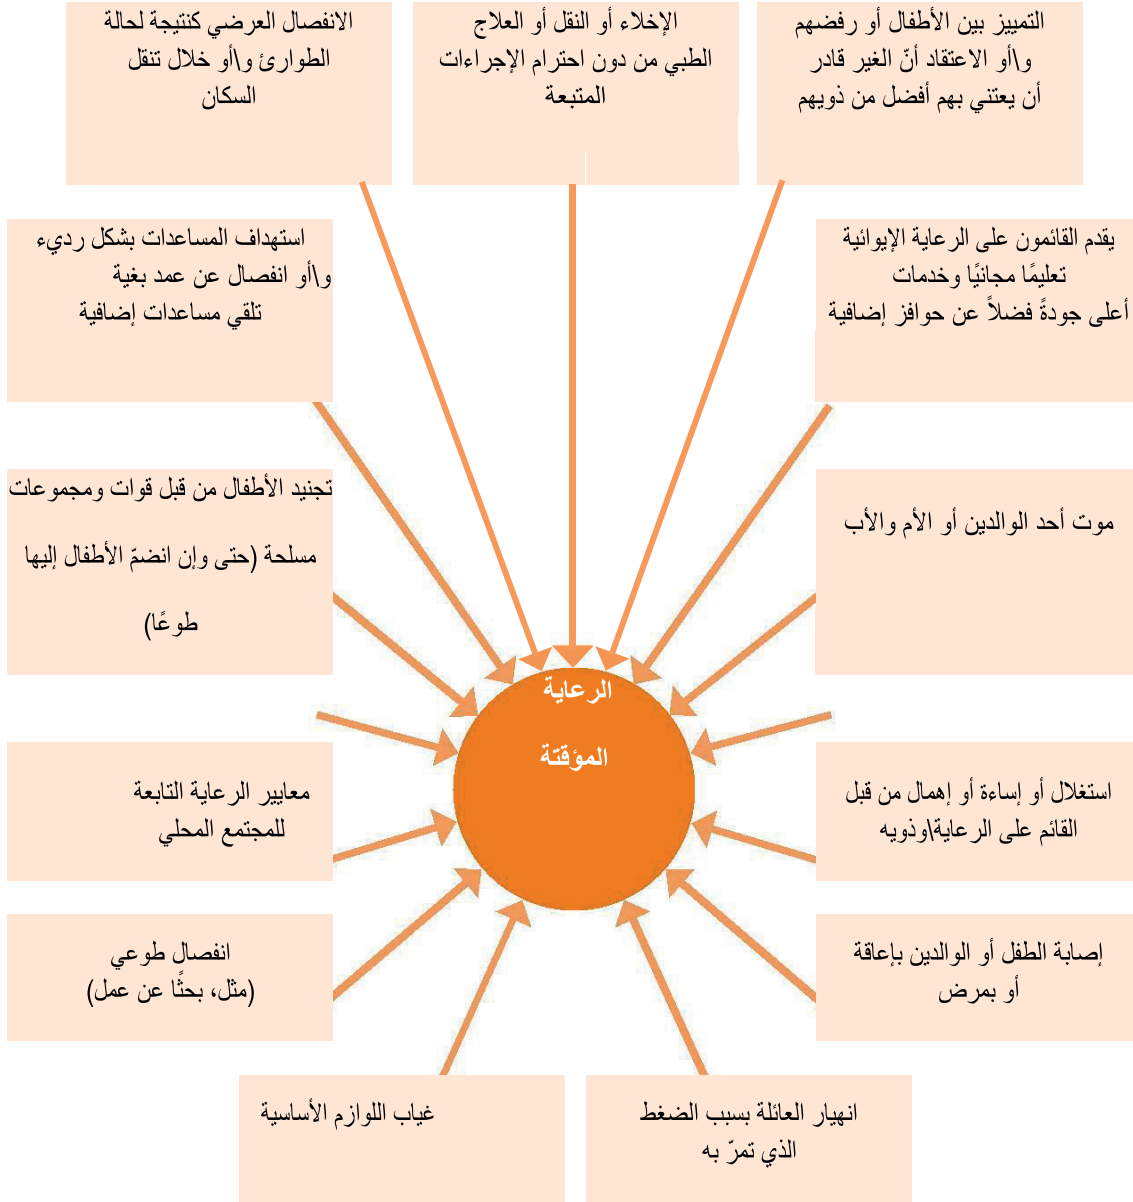 التمييز بين الأطفال أو رفضهم
و\أو الاعتقاد أنّ الغير قادر
أن يعتني بهم أفضل من ذويهم
الإخلاء أو النقل أو العلاج
الطبي من دون احترام الإجراءات
المتبعة
الانفصال العرضي كنتيجة لحالة
الطوارئ و\أو خلال تنقل
السكان
يقدم القائمون على الرعاية الإيوائية
تعليمًا مجانيًا وخدمات
أعلى جودةً فضلاً عن حوافز إضافية
استهداف المساعدات بشكل رديء
و\أو انفصال عن عمد بغية
تلقي مساعدات إضافية
موت أحد الوالدين أو الأم والأب
تجنيد الأطفال من قبل قوات ومجموعات
مسلحة (حتى وإن انضمّ الأطفال إليها
طوعًا)
الرعاية
المؤقتة
استغلال أو إساءة أو إهمال من قبل
القائم على الرعاية\وذويه
معايير الرعاية التابعة
للمجتمع المحلي
إصابة الطفل أو الوالدين بإعاقة
أو بمرض
انفصال طوعي
(مثل، بحثًا عن عمل)
انهيار العائلة بسبب الضغط
الذي تمرّ به
غياب اللوازم الأساسية